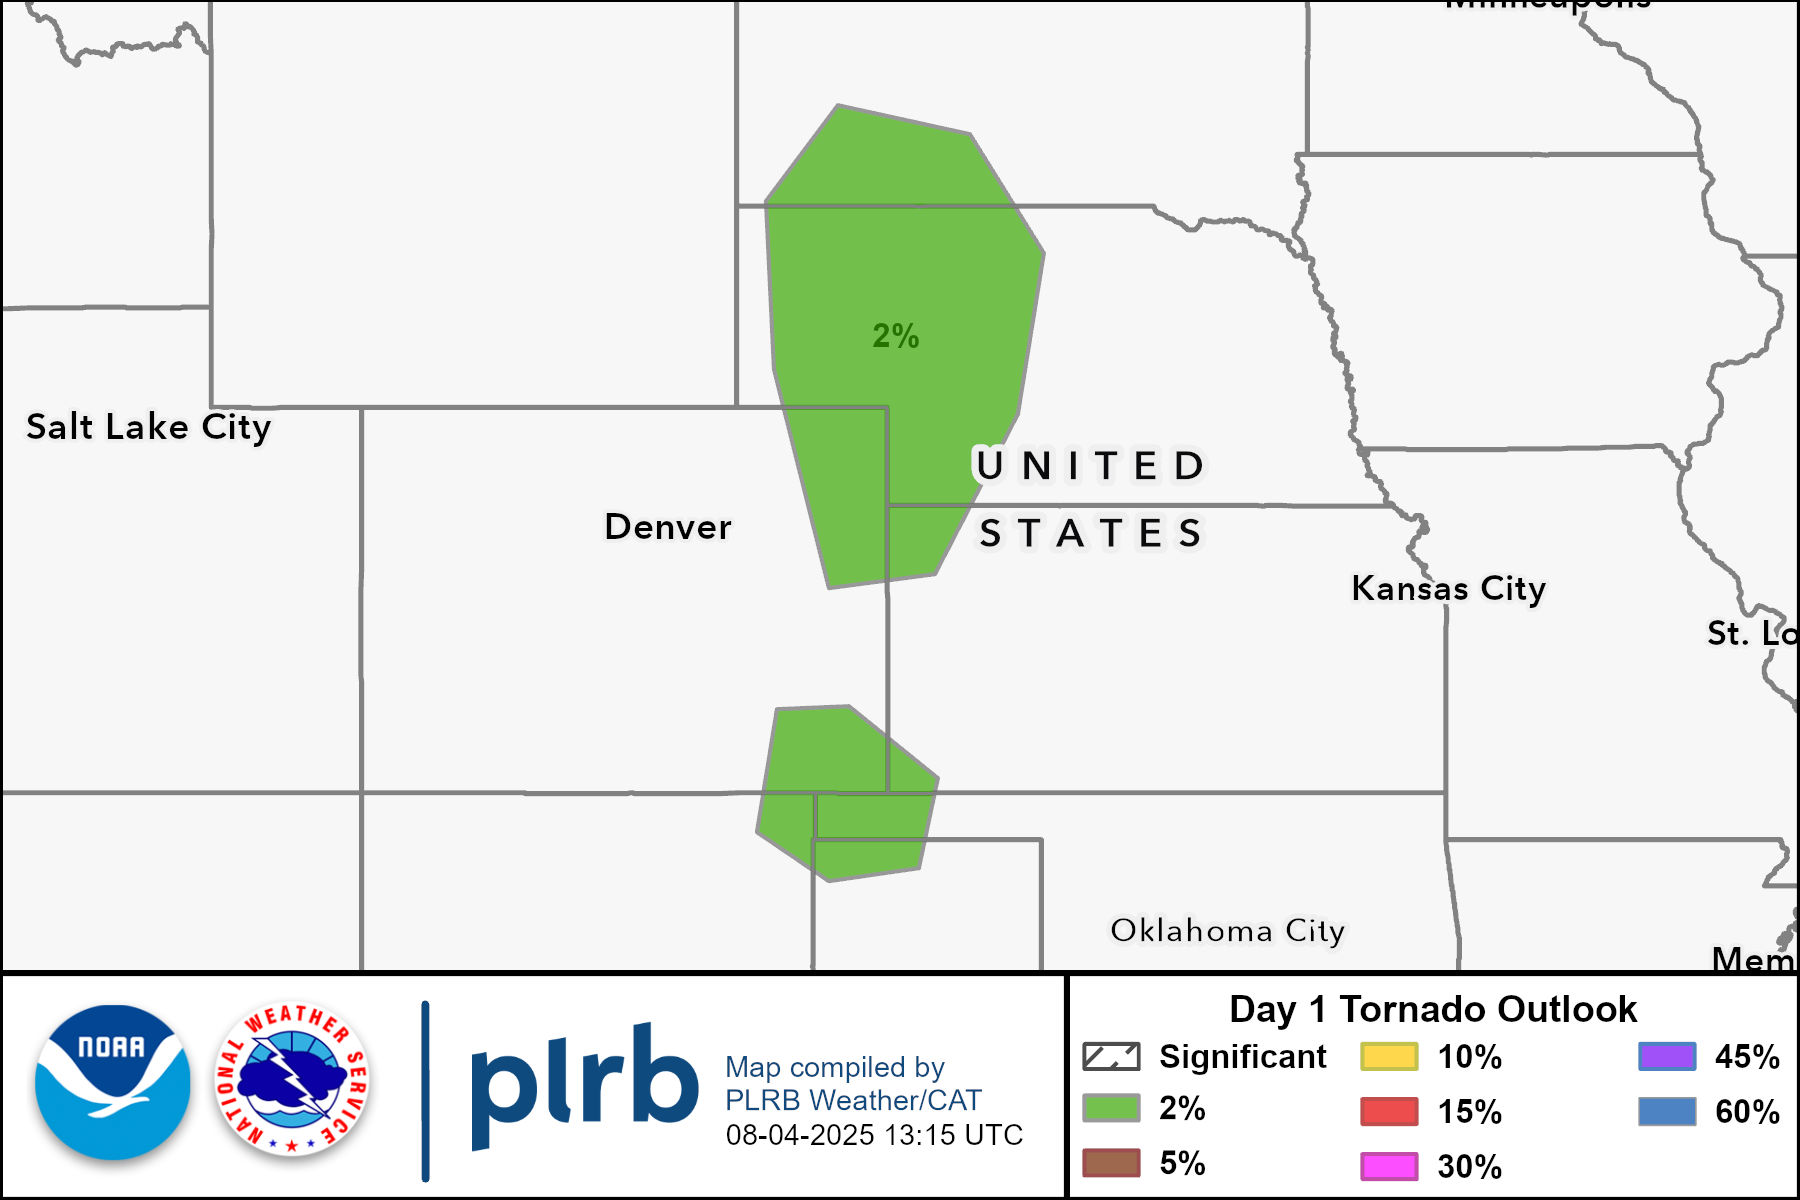 Minneapolis
2%
Salt Lake City
UNITED
STATES
Denver
Kansas City
St. Lo
Oklahoma City
Mem
NOAA
NATIONAL WEATHER SERVICE
plrb
Map compiled by
PLRB Weather/CAT
08-04-2025 13:15 UTC
Day 1 Tornado Outlook
Significant
2%
5%
10%
15%
30%
45%
60%